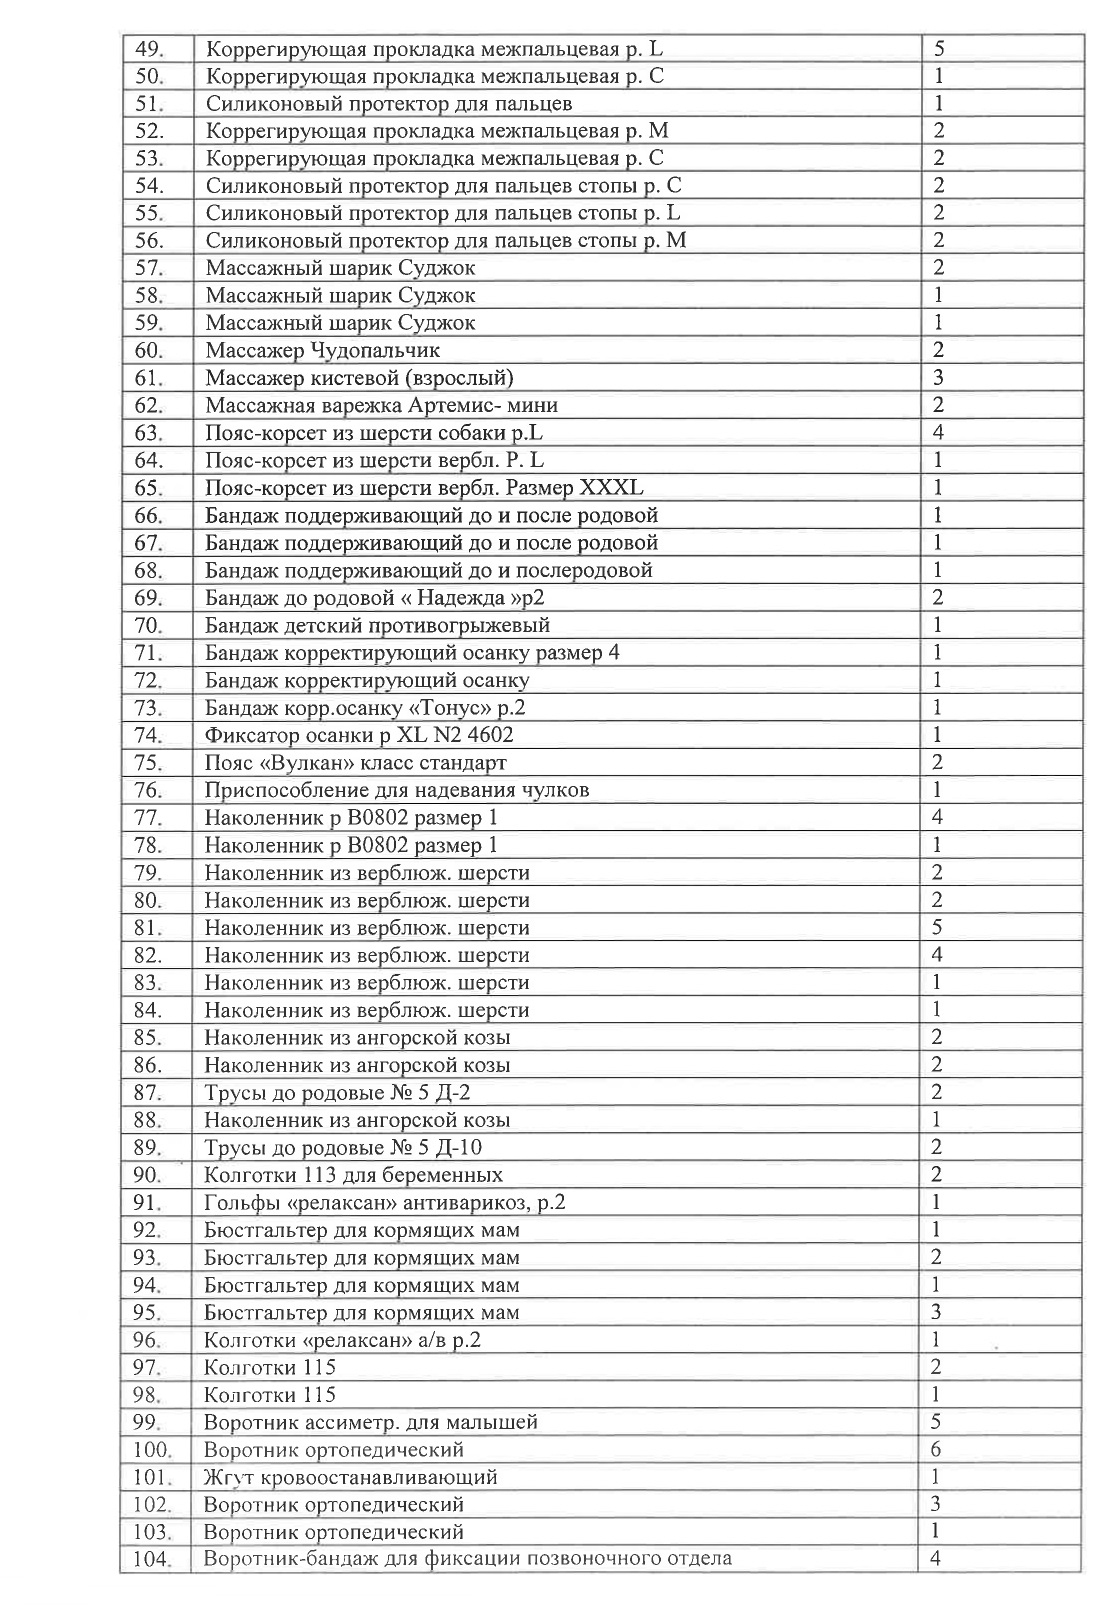 49. Коррегирующая прокладка межпальцевая р. L 5
50. Коррегирующая прокладка межпальцевая р. С 1
51. Силиконовый протектор для пальцев 1
52. Коррегирующая прокладка межпальцевая р. М 2
53. Коррегирующая прокладка межпальцевая р. С 2
54. Силиконовый протектор для пальцев стопы р. С 2
55. Силиконовый протектор для пальцев стопы р. L 2
56. Силиконовый протектор для пальцев стопы р. М 2
57. Массажный шарик Суджок 2
58. Массажный шарик Суджок 1
59. Массажный шарик Суджок 1
60. Массажер Чудопальчик 2
61. Массажер кистевой (взрослый) 3
62. Массажная варежка Артемис- мини 2
63. Пояс-корсет из шерсти собаки р.L 4
64. Пояс-корсет из шерсти вербл. Р. L 1
65. Пояс-корсет из шерсти вербл. Размер XXXL 1
66. Бандаж поддерживающий до и после родовой 1
67. Бандаж поддерживающий до и после родовой 1
68. Бандаж поддерживающий до и послеродовой 1
69. Бандаж до родовой « Надежда »р2 2
70. Бандаж детский противогрыжевый 1
71. Бандаж корректирующий осанку размер 4 1
72. Бандаж корректирующий осанку 1
73. Бандаж корр.осанку «Тонус» р.2 1
74. Фиксатор осанки р XL N2 4602 1
75. Пояс «Вулкан» класс стандарт 2
76. Приспособление для надевания чулков 1
77. Наколенник р В0802 размер 1 4
78. Наколенник р В0802 размер 1 1
79. Наколенник из верблюж. шерсти 2
80. Наколенник из верблюж. шерсти 2
81. Наколенник из верблюж. шерсти 5
82. Наколенник из верблюж. шерсти 4
83. Наколенник из верблюж. шерсти 1
84. Наколенник из верблюж. шерсти 1
85. Наколенник из ангорской козы 2
86. Наколенник из ангорской козы 2
87. Трусы до родовые № 5 Д-2 2
88. Наколенник из ангорской козы 1
89. Трусы до родовые № 5 Д-10 2
90. Колготки 113 для беременных 2
91. Гольфы «релаксан» антиварикоз, р.2 1
92. Бюстгальтер для кормящих мам 1
93. Бюстгальтер для кормящих мам 2
94. Бюстгальтер для кормящих мам 1
95. Бюстгальтер для кормящих мам 3
96. Колготки «релаксан» а/в р.2 1
97. Колготки 115 2
98. Колготки 115 1
99. Воротник ассиметр. для малышей 5
100. Воротник ортопедический 6
101. Жгут кровоостанавливающий 1
102. Воротник ортопедический 3
103. Воротник ортопедический 1
104. Воротник-бандаж для фиксации позвоночного отдела 4